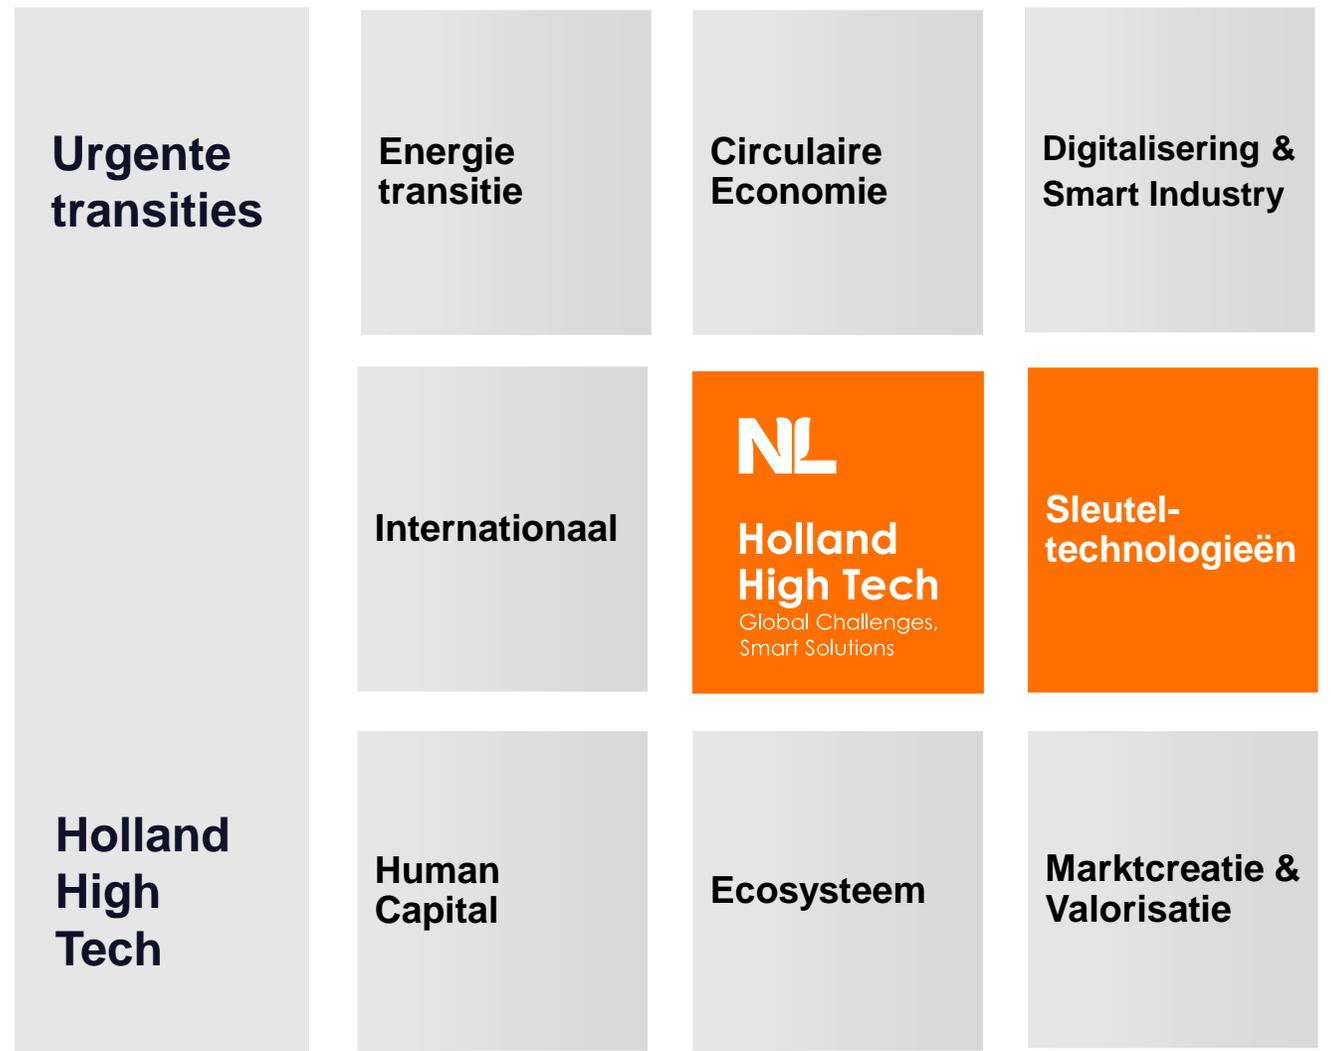 Urgente
transities
Energie
transitie
Circulaire
Economie
Digitalisering &
Smart Industry
Internationaal
NL
Holland
High Tech
Global Challenges,
Smart Solutions
Sleutel-
technologieën
Holland
High
Tech
Human
Capital
Ecosysteem
Marktcreatie &
Valorisatie